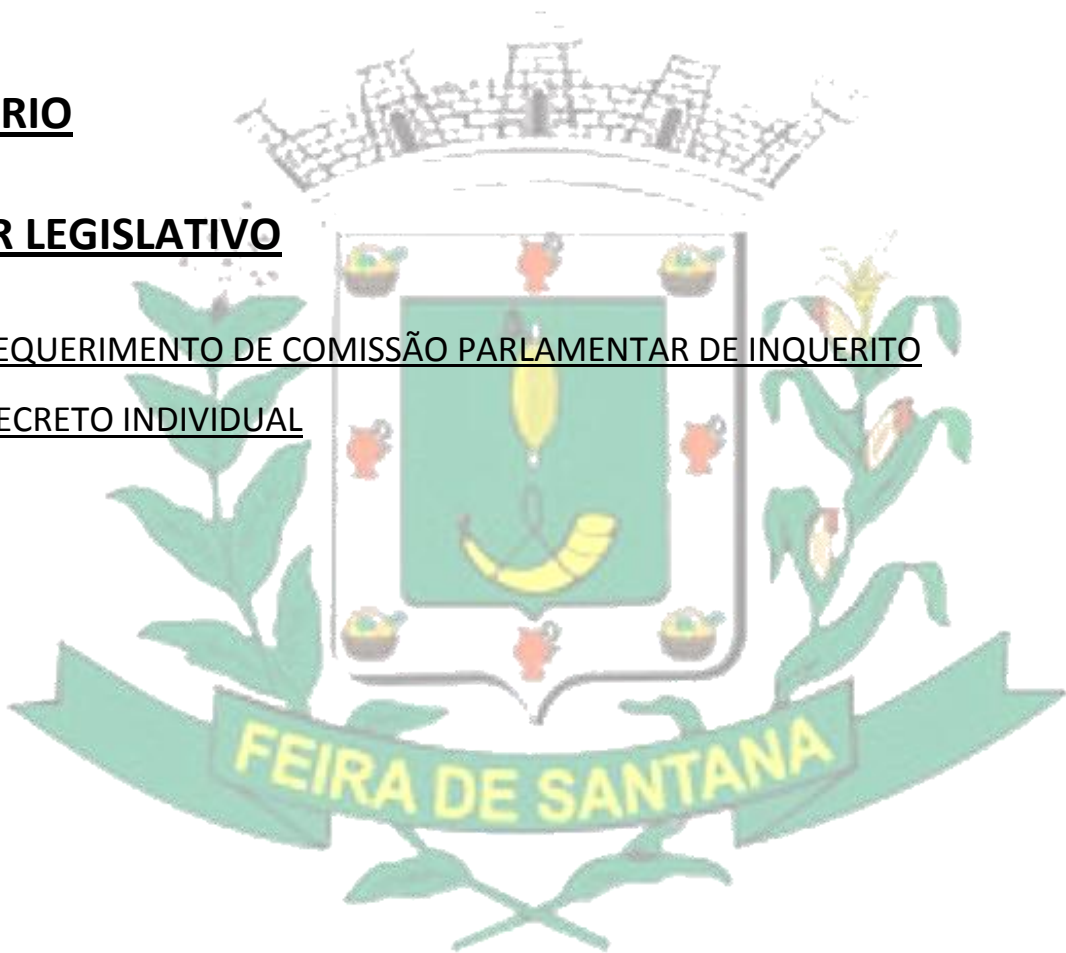 RIO
R LEGISLATIVO
EQUERIMENTO DE COMISSÃO PARLAMENTAR DE INQUERITO
ECRETO INDIVIDUAL
FEIRA DE SANTANA